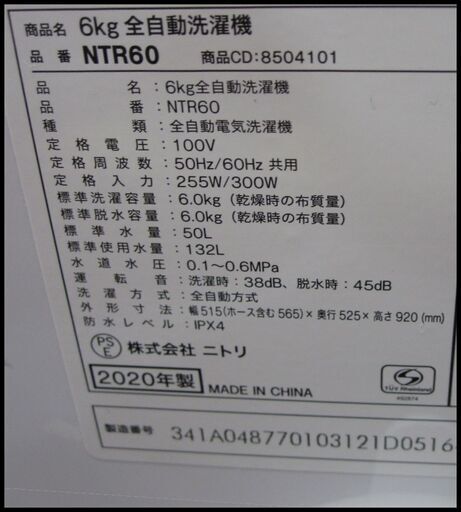 商品名 6kg 全自動洗濯機
品 番 NTR60 商品CD:8504101
品名:6kg全自動洗濯機
品番:NTR60
種類:全自動電気洗濯機
定格電圧:100V
定格周波数:50Hz/60Hz 共用
定格入力:255W/300W
標準洗濯容量:6.0kg (乾燥時の布質量)
標準脱水容量:6.0kg (乾燥時の布質量)
標準水量:50L
標準使用水量:132L
水道水圧:0.1~0.6MPa
運転音:洗濯時:38dB、脱水時:45dB
洗濯方式:全自動方式
外形寸法:幅515(ホース含む565)×奥行525×高さ920(mm)
防水レベル:IPX4
PSE 株式会社 ニトリ
2020年製 MADE IN CHINA
TÜV Rheinland
製造番号 341A048770103121D0516